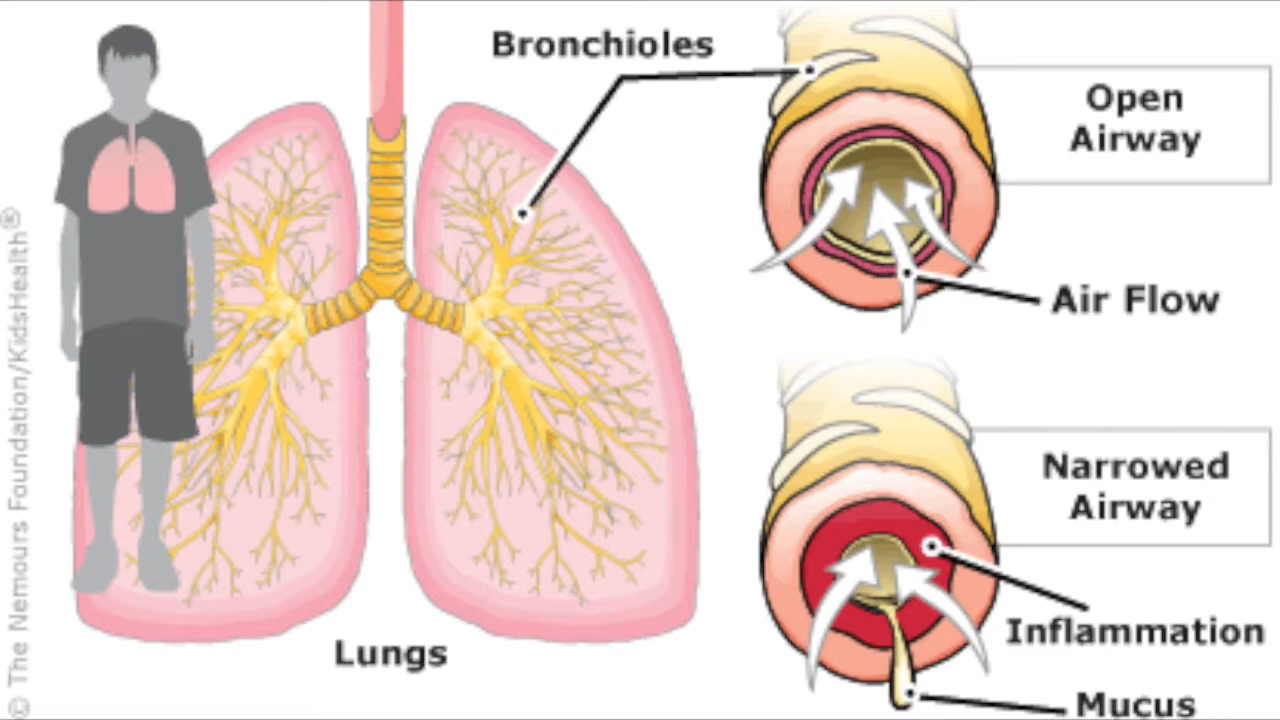 Bronchioles
Open
Airway
Air Flow
Narrowed
Airway
Inflammation
Mucus
Lungs
© The Nemours Foundation/KidsHealth®